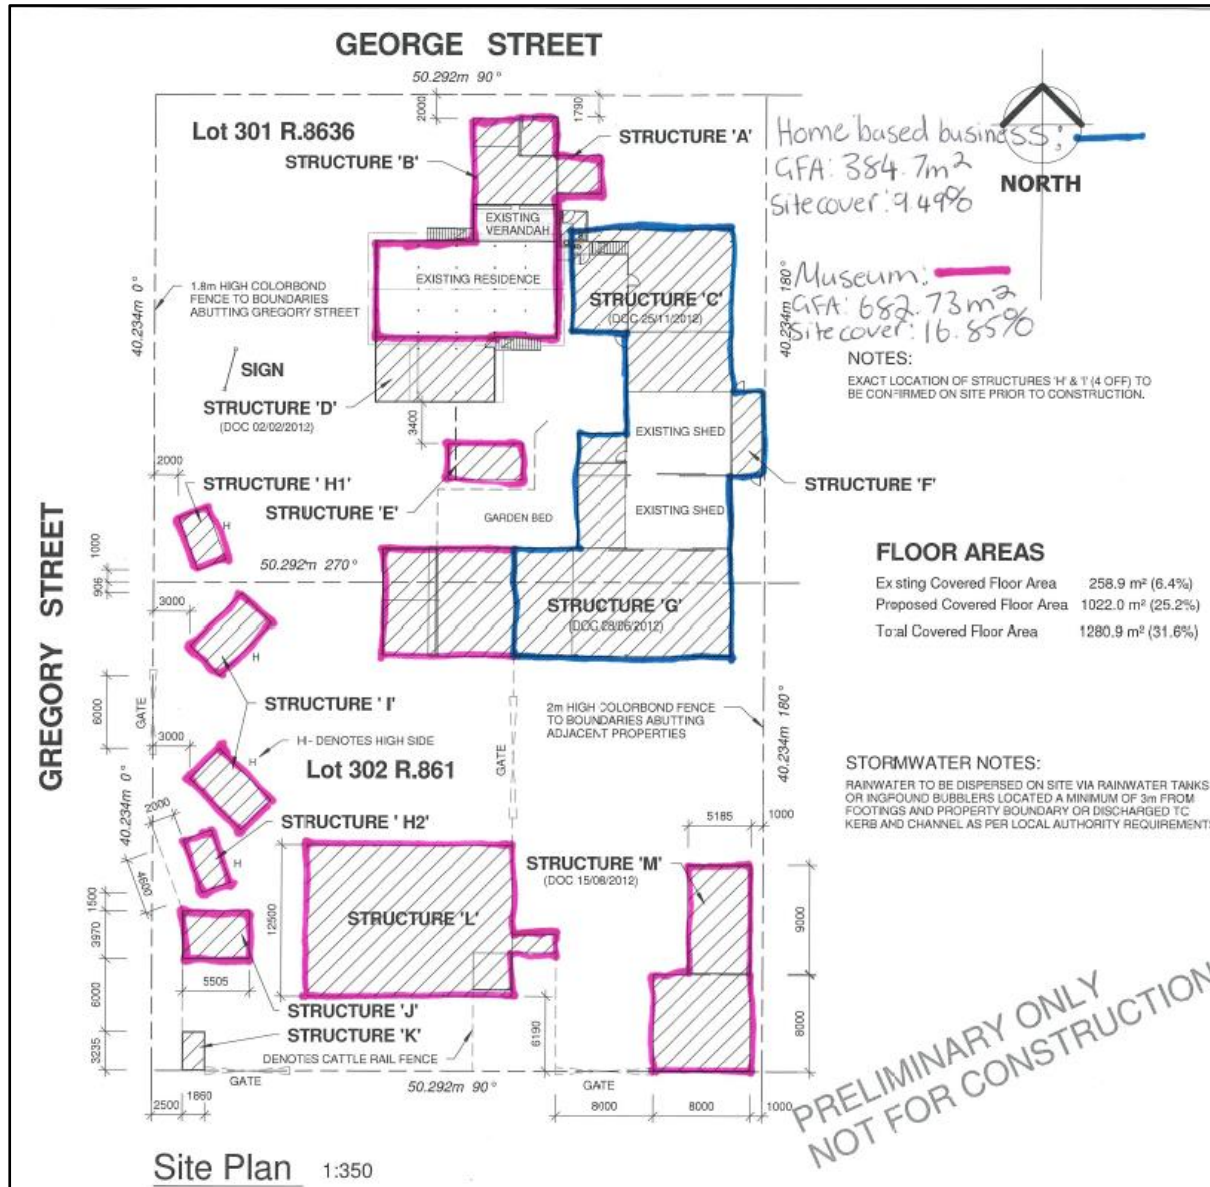 GEORGE STREET
50.292m 90°
2000
1790
Lot 301 R.8636
STRUCTURE 'A'
STRUCTURE 'B'
Home based business:
GFA: 384.7m²
Sitecover: 9.49%
NORTH
EXISTING
VERANDAH
EXISTING RESIDENCE
1.8m HIGH COLORBOND
FENCE TO BOUNDARIES
ABUTTING GREGORY STREET
40.234m 0°
STRUCTURE 'C'
(DOC 25/11/2012)
40.234m 180°
Museum:
GFA: 682.73m²
Sitecover: 16.85%
NOTES:
EXACT LOCATION OF STRUCTURES 'H' & 'I' (4 OFF) TO
BE CONFIRMED ON SITE PRIOR TO CONSTRUCTION.
SIGN
STRUCTURE 'D'
(DOC 02/02/2012)
3400
EXISTING SHED
2000
STRUCTURE ' H1'
STRUCTURE 'E'
STRUCTURE 'F'
H
GARDEN BED
EXISTING SHED
GREGORY STREET
1000
905
50.292m 270°
3000
FLOOR AREAS
Existing Covered Floor Area 258.9 m² (6.4%)
Proposed Covered Floor Area 1022.0 m² (25.2%)
Total Covered Floor Area 1280.9 m² (31.6%)
STRUCTURE 'G'
(DOC 28/06/2012)
H
STRUCTURE ' I'
6000
GATE
3000
H - DENOTES HIGH SIDE
H
Lot 302 R.861
GATE
2m HIGH COLORBOND FENCE
TO BOUNDARIES ABUTTING
ADJACENT PROPERTIES
40.234m 180°
STORMWATER NOTES:
RAINWATER TO BE DISPERSED ON SITE VIA RAINWATER TANKS
OR INGROUND BUBBLERS LOCATED A MINIMUM OF 3m FROM
FOOTINGS AND PROPERTY BOUNDARY OR DISCHARGED TO
KERB AND CHANNEL AS PER LOCAL AUTHORITY REQUIREMENTS
40.234m 0°
2000
STRUCTURE ' H2'
H
4600
5185
1000
STRUCTURE 'M'
(DOC 15/08/2012)
1500
3970
12500
STRUCTURE 'L'
9000
6000
5505
STRUCTURE 'J'
STRUCTURE 'K'
3235
DENOTES CATTLE RAIL FENCE
6190
8000
GATE
50.292m 90°
GATE
2500
1860
8000
8000
1000
PRELIMINARY ONLY
NOT FOR CONSTRUCTION
Site Plan 1:350